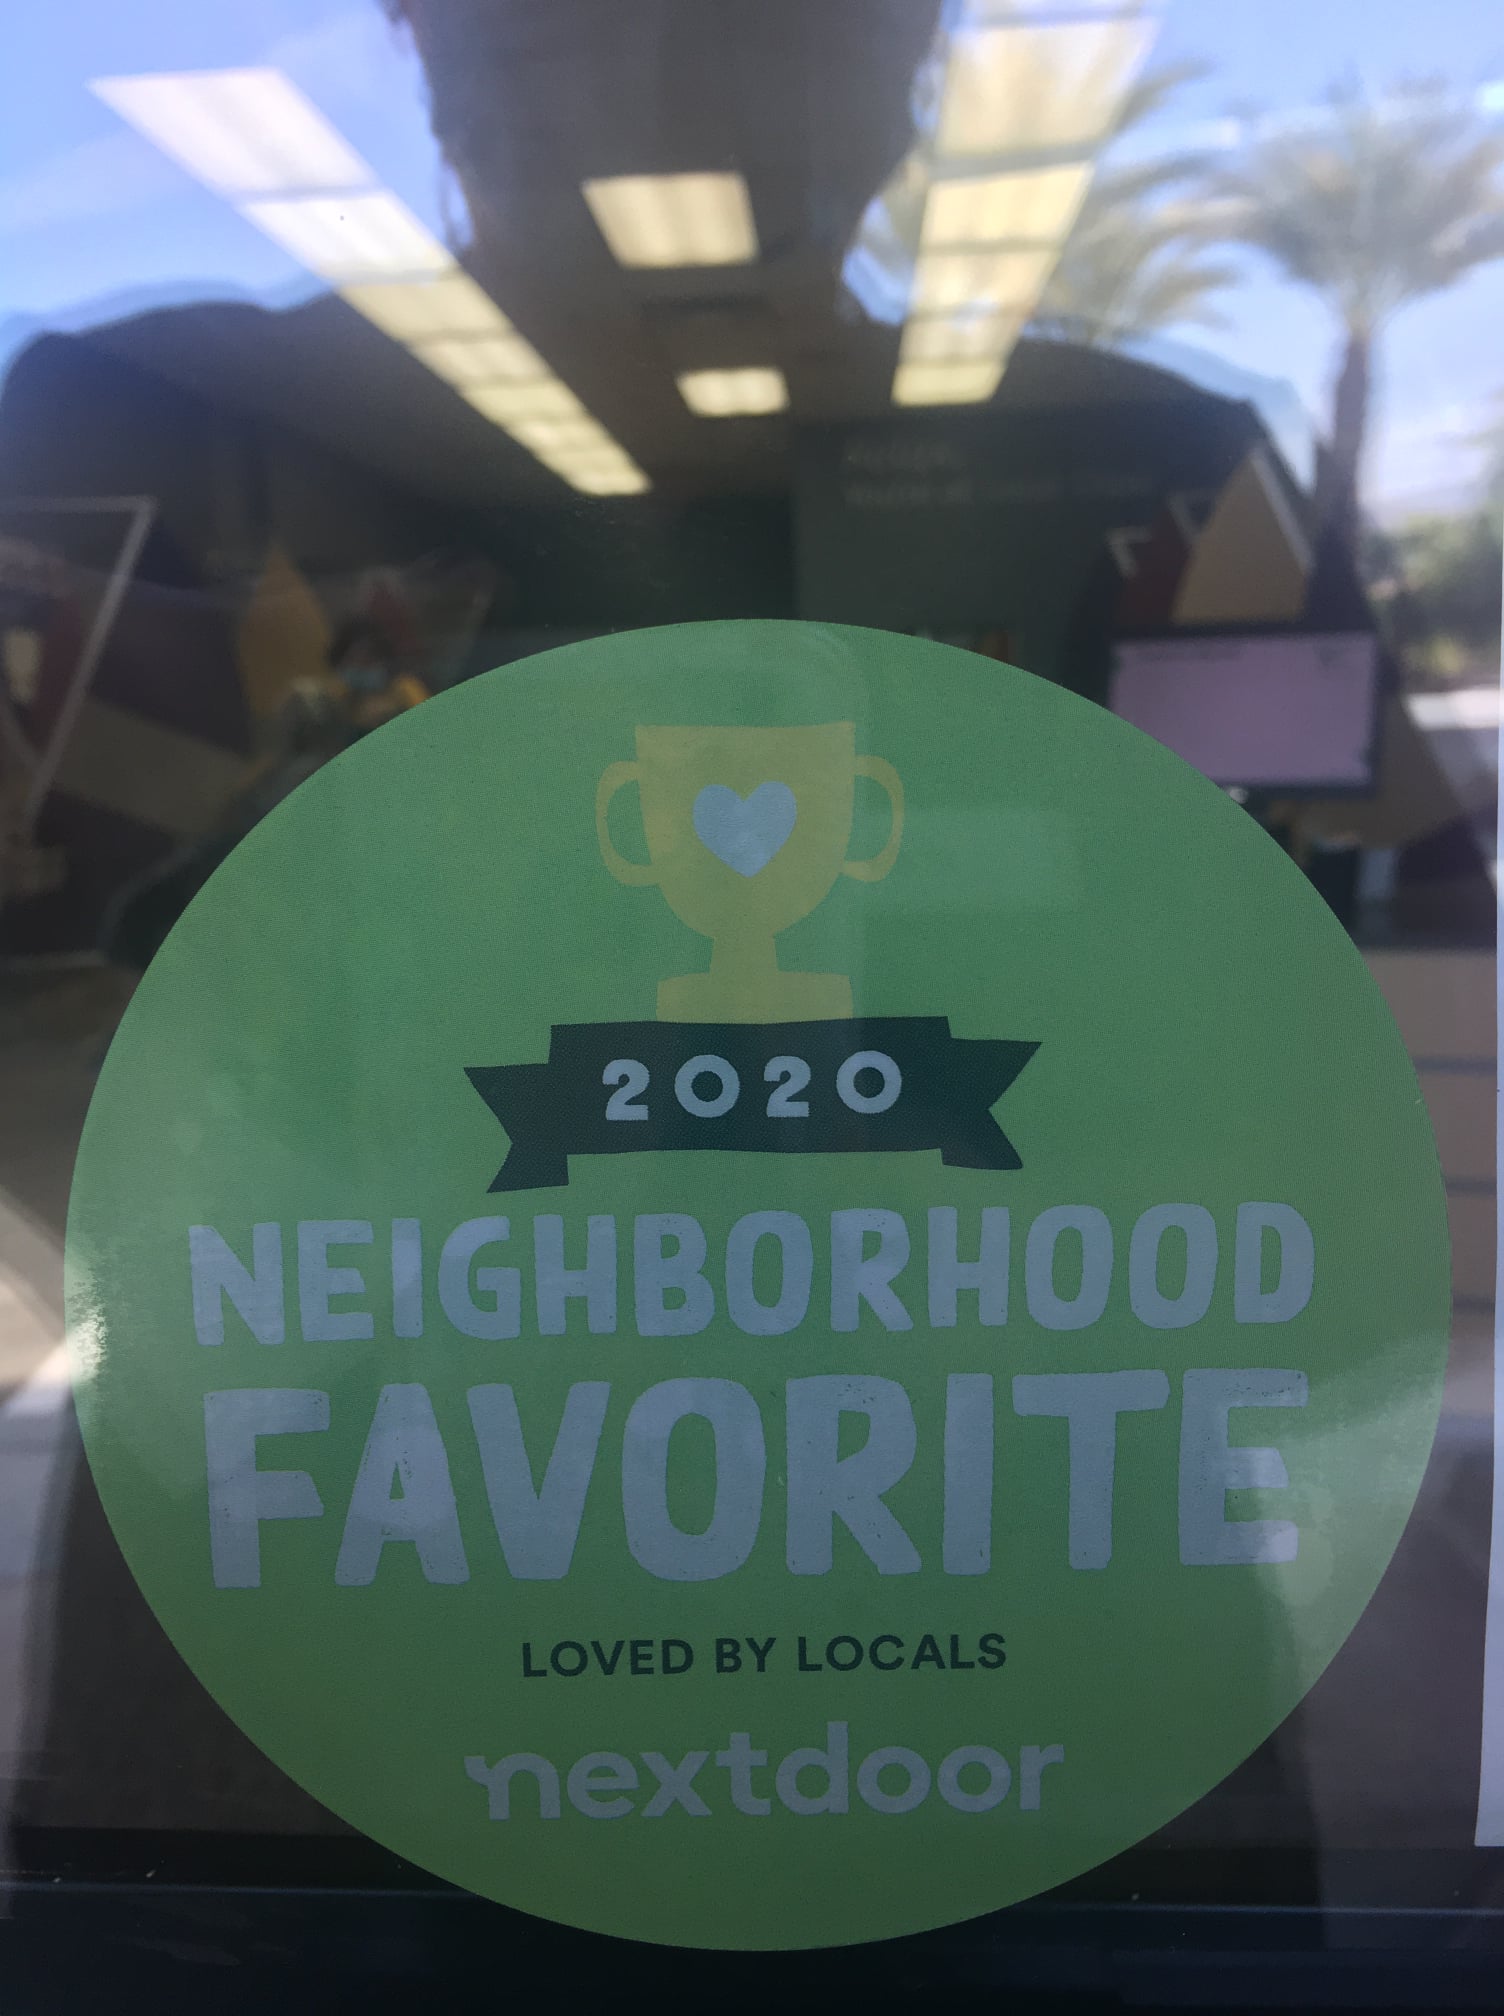 2020
NEIGHBORHOOD
FAVORITE
LOVED BY LOCALS
nextdoor